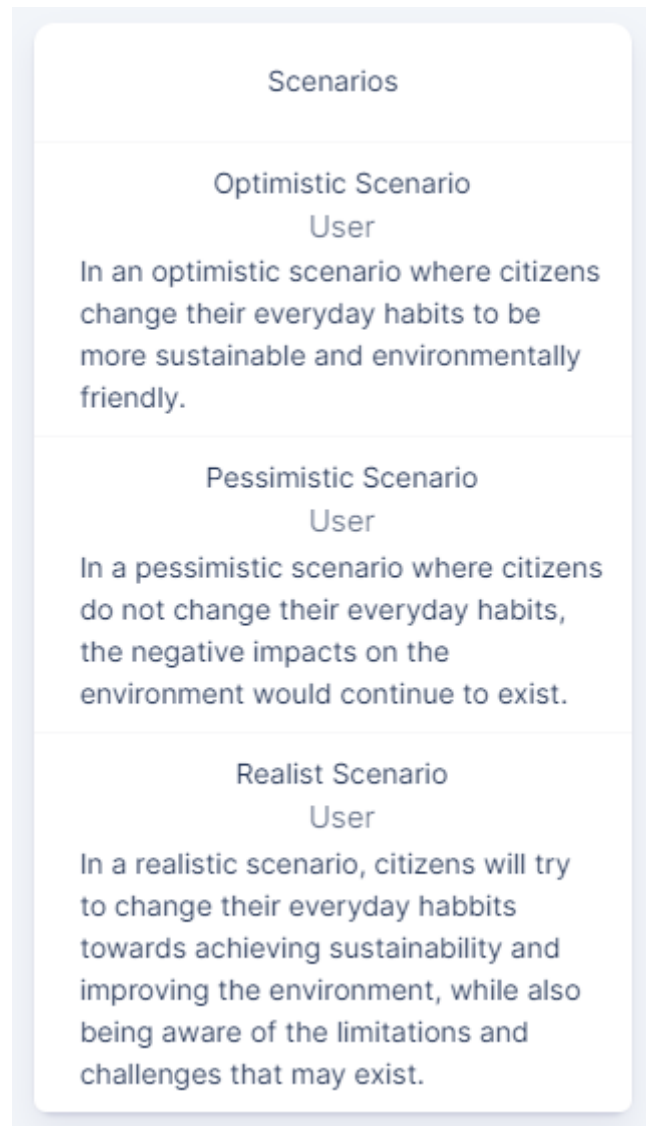 Scenarios
Optimistic Scenario
User
In an optimistic scenario where citizens
change their everyday habits to be
more sustainable and environmentally
friendly.
Pessimistic Scenario
User
In a pessimistic scenario where citizens
do not change their everyday habits,
the negative impacts on the
environment would continue to exist.
Realist Scenario
User
In a realistic scenario, citizens will try
to change their everyday habbits
towards achieving sustainability and
improving the environment, while also
being aware of the limitations and
challenges that may exist.